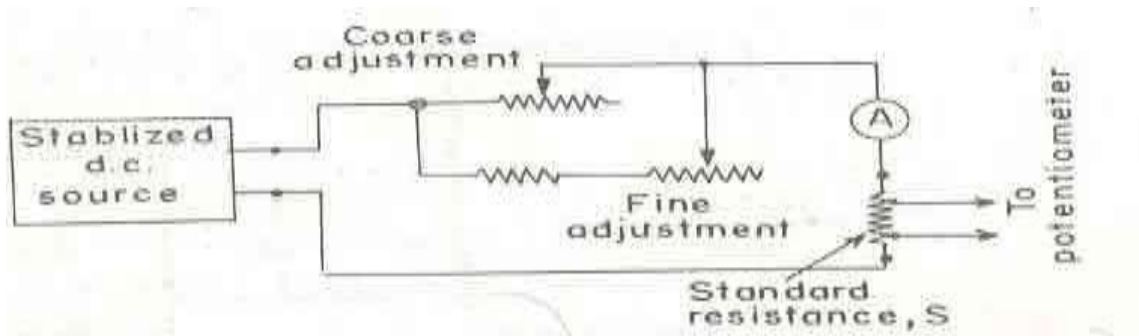 Coarse
adjustment
Stablized
d.c.
source
A
Fine
adjustment
To
potentiometer
Standard
resistance, S